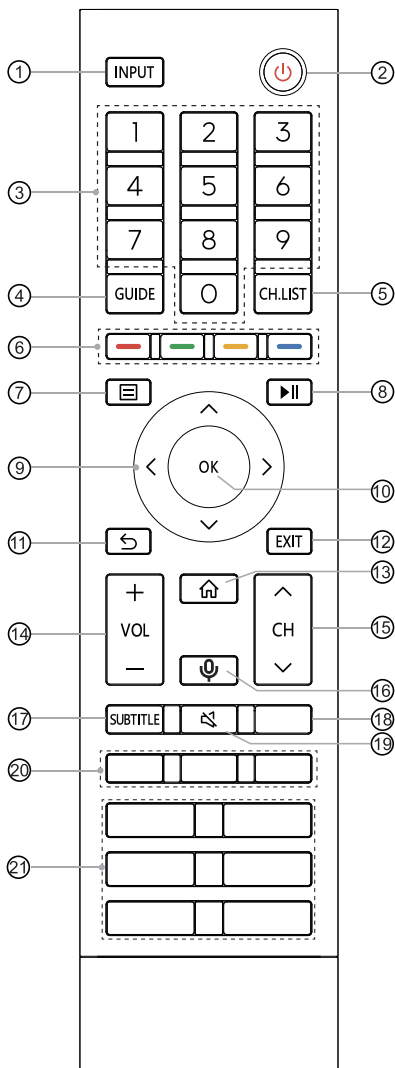 ① INPUT ②
1 2 3
③ 4 5 6
7 8 9
④ GUIDE 0 CH.LIST ⑤
⑥
⑦ ⑧
⑨ OK ⑩
⑪ EXIT ⑫
⑬
+
⑭ VOL CH ⑮
−
⑯
⑰ SUBTITLE ⑱
⑲
⑳
㉑